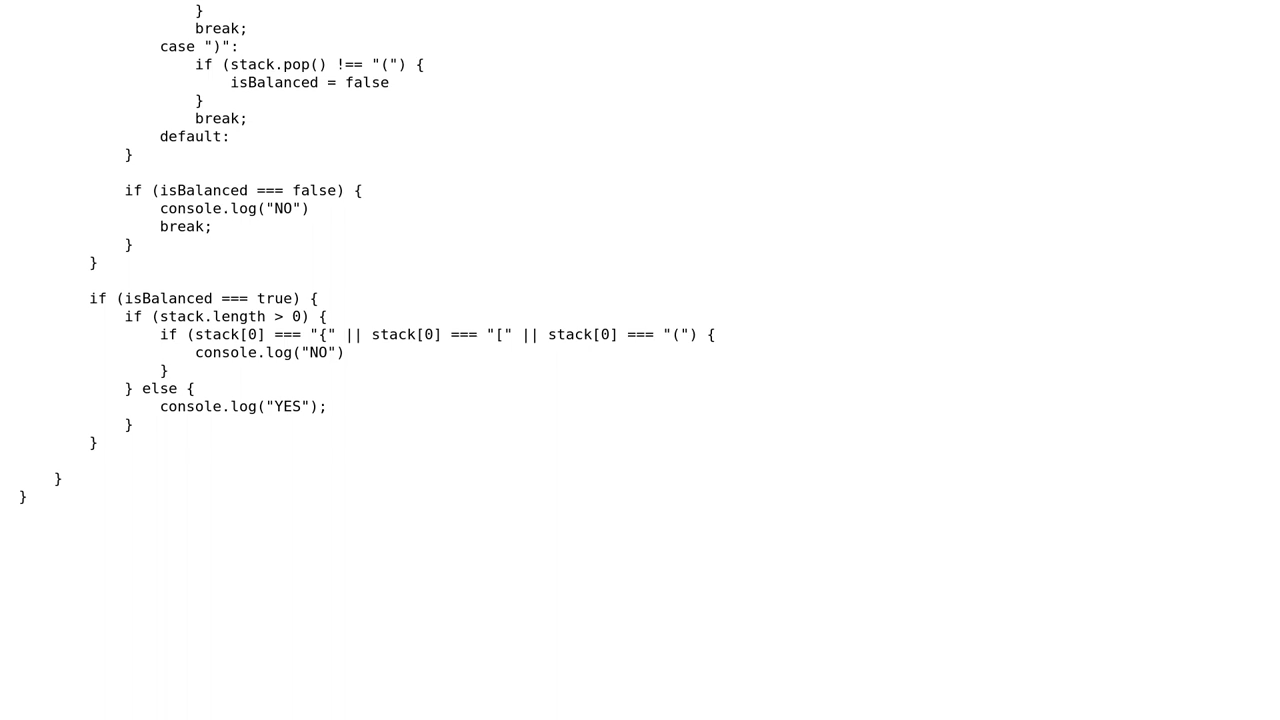 }
                    break;
                case ")":
                    if (stack.pop() !== "(") {
                        isBalanced = false
                    }
                    break;
                default:
            }

            if (isBalanced === false) {
                console.log("NO")
                break;
            }
        }

        if (isBalanced === true) {
            if (stack.length > 0) {
                if (stack[0] === "{" || stack[0] === "[" || stack[0] === "(") {
                    console.log("NO")
                }
            } else {
                console.log("YES");
            }
        }

    }
}